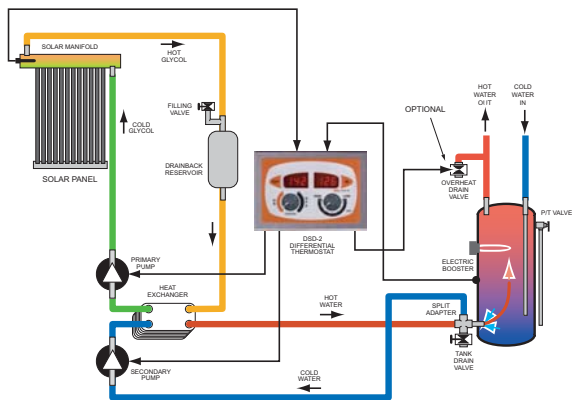 SOLAR MANIFOLD
HOT
GLYCOL
FILLING
VALVE
COLD
GLYCOL
SOLAR PANEL
DRAINBACK
RESERVOIR
OPTIONAL
HOT
WATER
OUT
COLD
WATER
IN
OVERHEAT
DRAIN
VALVE
P/T VALVE
142
126
DSD-2
DIFFERENTIAL
THERMOSTAT
ELECTRIC
BOOSTER
PRIMARY
PUMP
HEAT
EXCHANGER
HOT
WATER
SPLIT
ADAPTER
TANK
DRAIN
VALVE
SECONDARY
PUMP
COLD
WATER